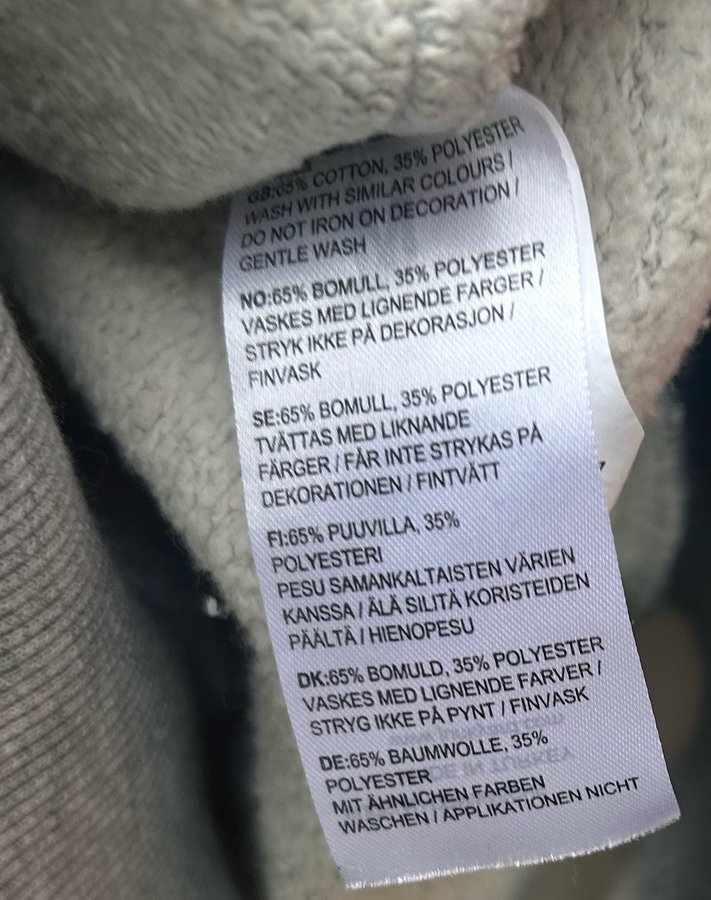 GB:65% COTTON, 35% POLYESTER
WASH WITH SIMILAR COLOURS /
DO NOT IRON ON DECORATION /
GENTLE WASH
NO:65% BOMULL, 35% POLYESTER
VASKES MED LIGNENDE FARGER /
STRYK IKKE PÅ DEKORASJON /
FINVASK
SE:65% BOMULL, 35% POLYESTER
TVÄTTAS MED LIKNANDE
FÄRGER / FÅR INTE STRYKAS PÅ
DEKORATIONEN / FINTVÄTT
FI:65% PUUVILLA, 35%
POLYESTERI
PESU SAMANKALTAISTEN VÄRIEN
KANSSA / ÄLÄ SILITÄ KORISTEIDEN
PÄÄLTÄ / HIENOPESU
DK:65% BOMULD, 35% POLYESTER
VASKES MED LIGNENDE FARVER /
STRYG IKKE PÅ PYNT / FINVASK
DE:65% BAUMWOLLE, 35%
POLYESTER
MIT ÄHNLICHEN FARBEN
WASCHEN / APPLIKATIONEN NICHT